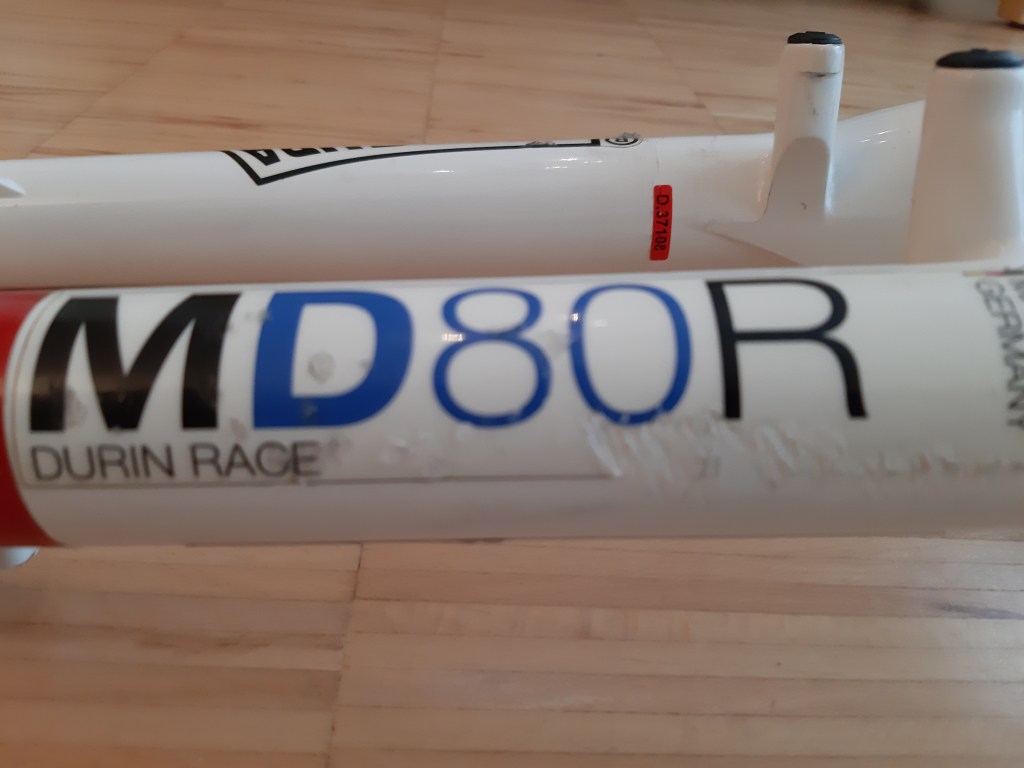 D.37108
MD80R
DURIN RACE
GERMANY